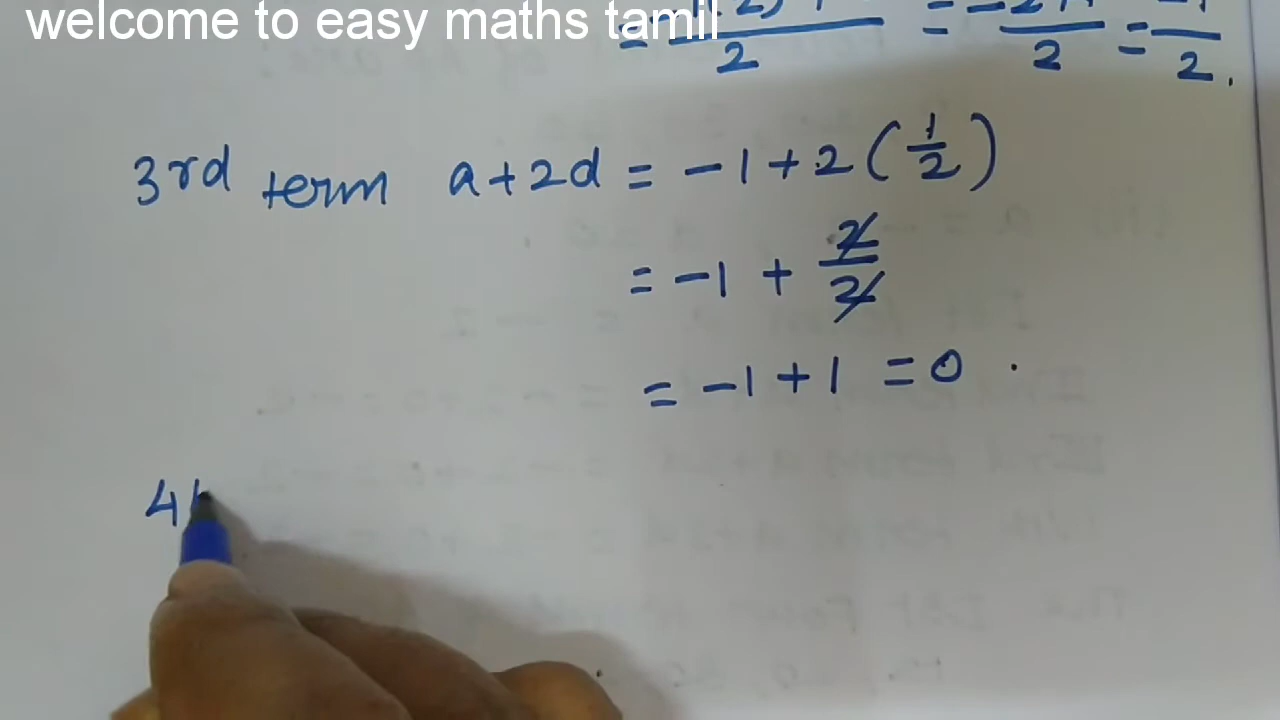 welcome to easy maths tamil
= 2 = 2 = 2 .
3rd term a+2d = -1+2(1/2)
= -1 + 2/2
= -1+1 = 0 .
4